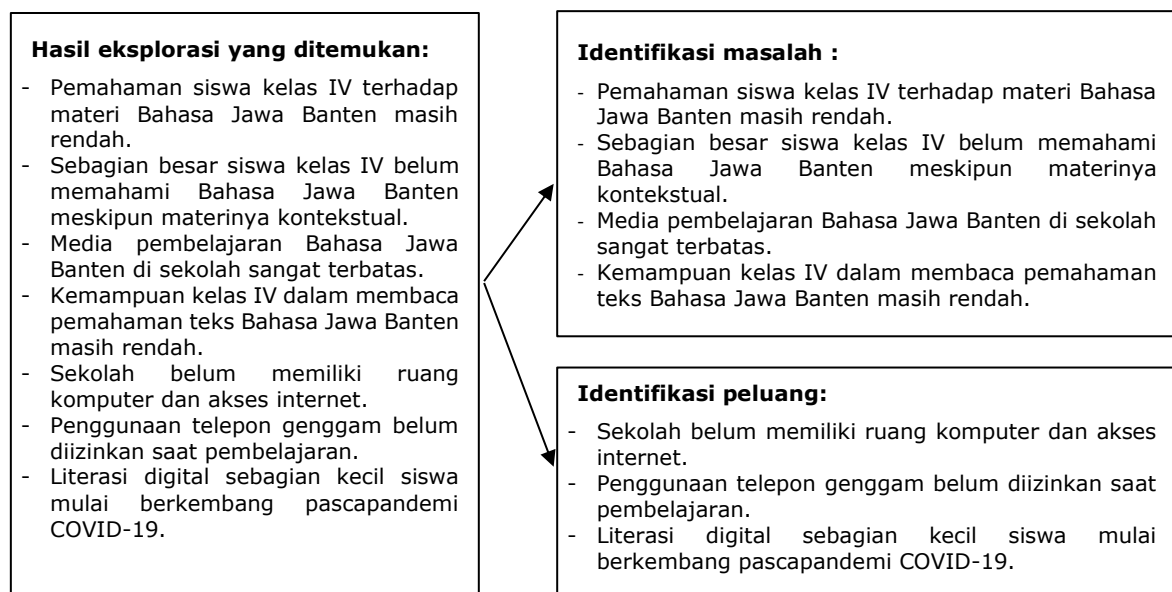 Hasil eksplorasi yang ditemukan:
- Pemahaman siswa kelas IV terhadap
materi Bahasa Jawa Banten masih
rendah.
- Sebagian besar siswa kelas IV belum
memahami Bahasa Jawa Banten
meskipun materinya kontekstual.
- Media pembelajaran Bahasa Jawa
Banten di sekolah sangat terbatas.
- Kemampuan kelas IV dalam membaca
pemahaman teks Bahasa Jawa Banten
masih rendah.
- Sekolah belum memiliki ruang
komputer dan akses internet.
- Penggunaan telepon genggam belum
diizinkan saat pembelajaran.
- Literasi digital sebagian kecil siswa
mulai berkembang pascapandemi
COVID-19.
Identifikasi masalah :
- Pemahaman siswa kelas IV terhadap materi Bahasa
Jawa Banten masih rendah.
- Sebagian besar siswa kelas IV belum memahami
Bahasa Jawa Banten meskipun materinya
kontekstual.
- Media pembelajaran Bahasa Jawa Banten di sekolah
sangat terbatas.
- Kemampuan kelas IV dalam membaca pemahaman
teks Bahasa Jawa Banten masih rendah.
Identifikasi peluang:
- Sekolah belum memiliki ruang komputer dan akses
internet.
- Penggunaan telepon genggam belum diizinkan saat
pembelajaran.
- Literasi digital sebagian kecil siswa mulai
berkembang pascapandemi COVID-19.